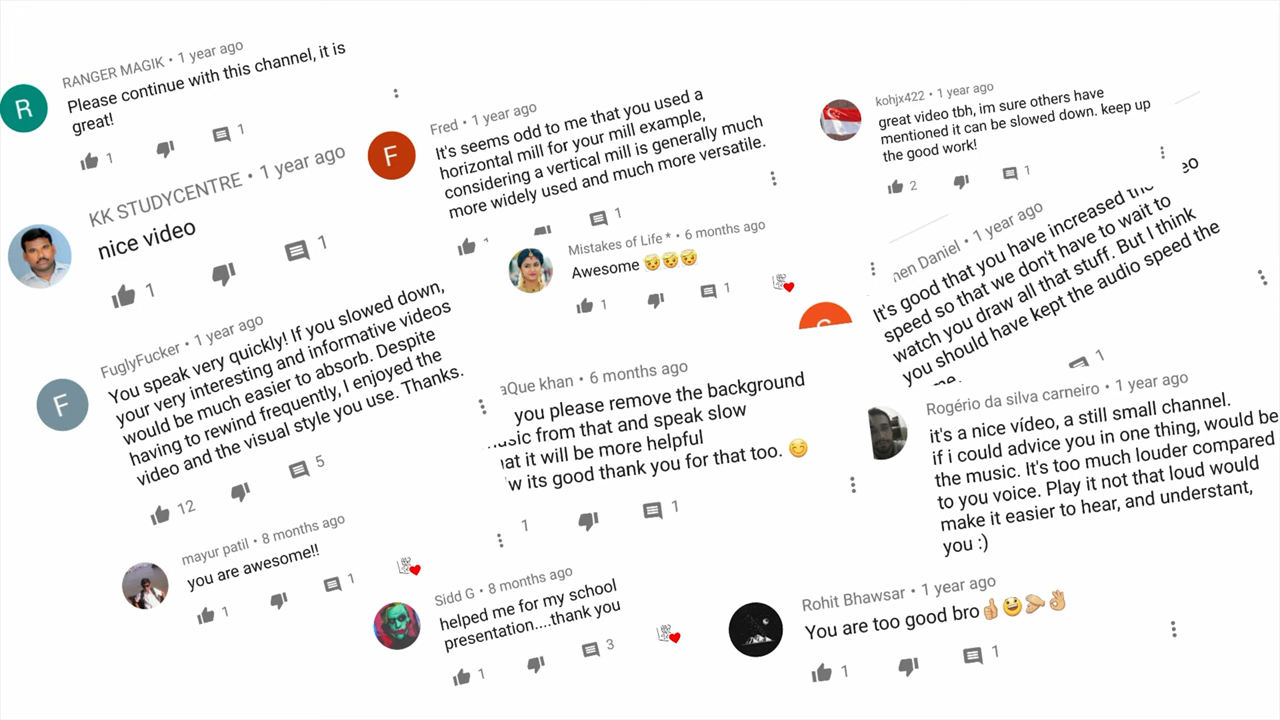 RANGER MAGIK • 1 year ago
Please continue with this channel, it is
great!
1
1
R
KK STUDYCENTRE • 1 year ago
nice video
1
1
FuglyFucker • 1 year ago
You speak very quickly! If you slowed down,
your very interesting and informative videos
would be much easier to absorb. Despite
having to rewind frequently, I enjoyed the
video and the visual style you use. Thanks.
F
12
5
mayur patil • 8 months ago
you are awesome!!
1
1
Fred • 1 year ago
It's seems odd to me that you used a
horizontal mill for your mill example,
considering a vertical mill is generally much
more widely used and much more versatile.
F
1
Mistakes of Life * • 6 months ago
Awesome 😇😇😇
1
1
aQue khan • 6 months ago
you please remove the background
from that and speak slow
it will be more helpful
its good thank you for that too. 😊
1
1
Sidd G • 8 months ago
helped me for my school
presentation....thank you
1
3
kohjx422 • 1 year ago
great video tbh, im sure others have
mentioned it can be slowed down. keep up
the good work!
2
1
Daniel • 1 year ago
It's good that you have increased
speed so that we don't have to wait to
watch you draw all that stuff. But I think
you should have kept the audio speed the
1
Rogério da silva carneiro • 1 year ago
it's a nice vídeo, a still small channel.
if i could advice you in one thing, would be
the music. It's too much louder compared
to you voice. Play it not that loud would
make it easier to hear, and understant,
you :)
Rohit Bhawsar • 1 year ago
You are too good bro👍😃🤛👌
1
1